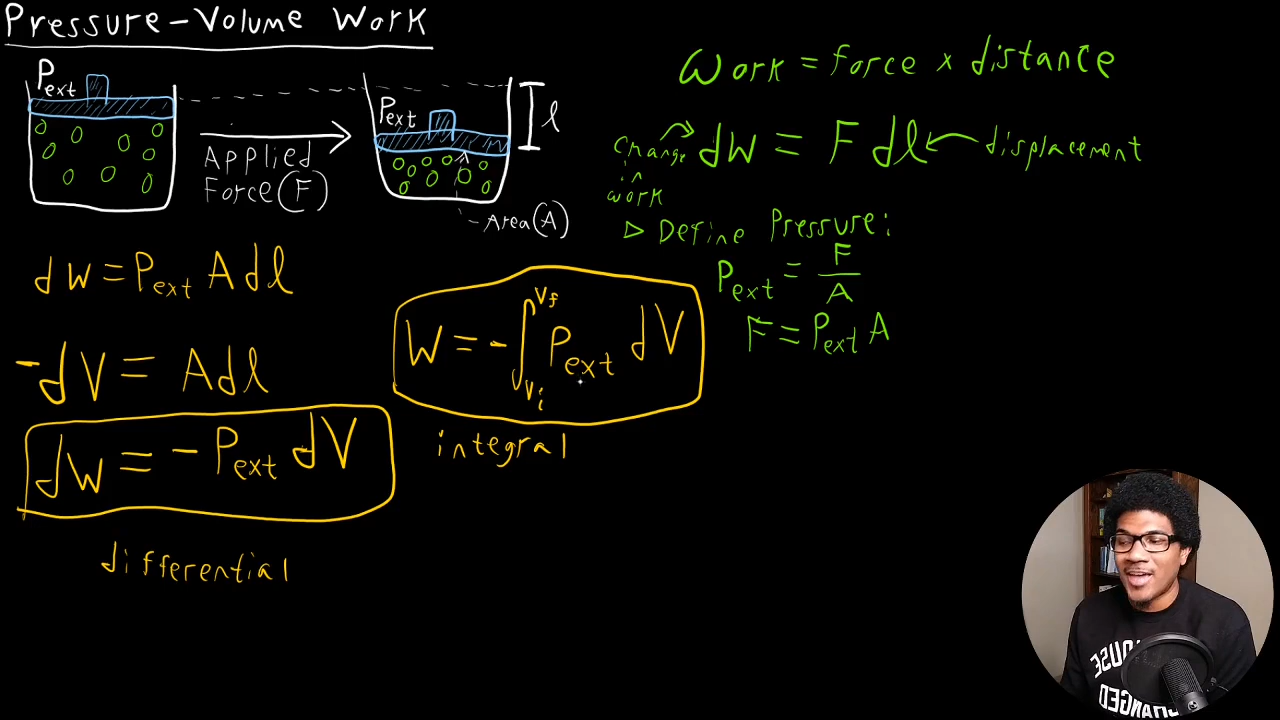 Pressure-Volume Work
Pext
Applied
Force (F)
Pext
l
Area (A)
Work = force x distance
change
in
work
dW = F dl
displacement
▷ Define Pressure:
Pext = F/A
F = Pext A
dW = Pext A dl
-dV = A dl
dW = -Pext dV
differential
W = -∫ Vi Vf Pext dV
integral